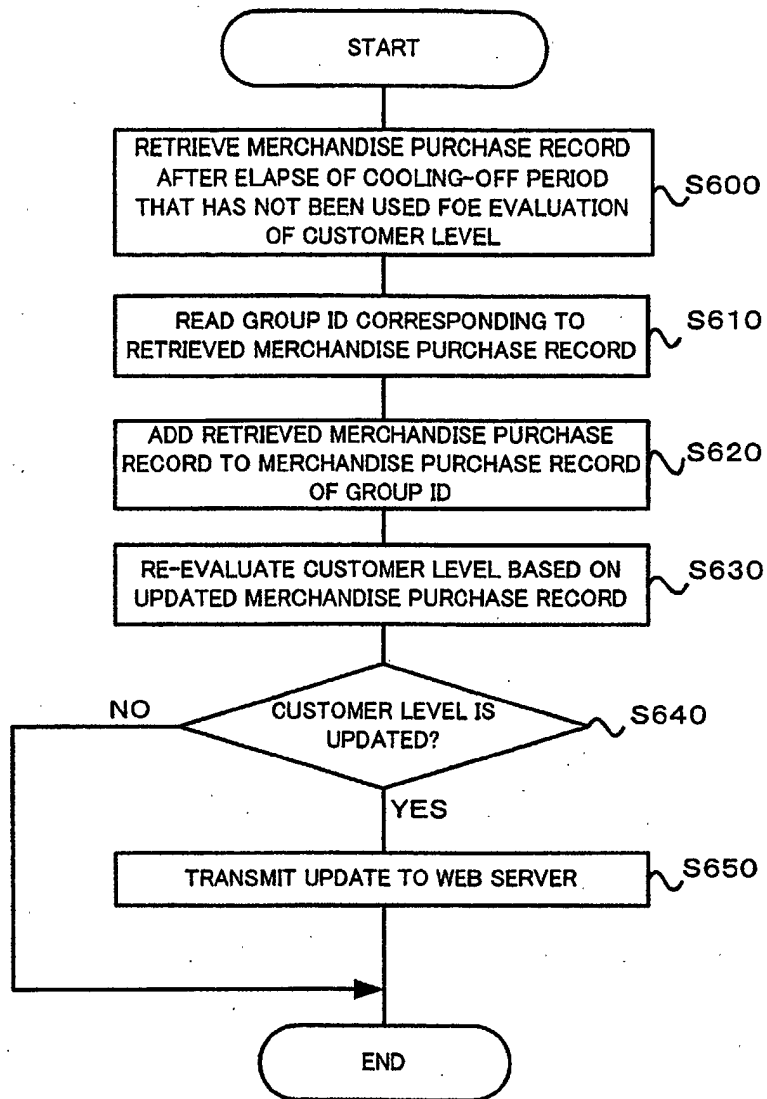 START
RETRIEVE MERCHANDISE PURCHASE RECORD
AFTER ELAPSE OF COOLING-OFF PERIOD
THAT HAS NOT BEEN USED FOE EVALUATION
OF CUSTOMER LEVEL
S600
READ GROUP ID CORRESPONDING TO
RETRIEVED MERCHANDISE PURCHASE RECORD
S610
ADD RETRIEVED MERCHANDISE PURCHASE
RECORD TO MERCHANDISE PURCHASE RECORD
OF GROUP ID
S620
RE-EVALUATE CUSTOMER LEVEL BASED ON
UPDATED MERCHANDISE PURCHASE RECORD
S630
CUSTOMER LEVEL IS
UPDATED?
S640
NO
YES
TRANSMIT UPDATE TO WEB SERVER
S650
END